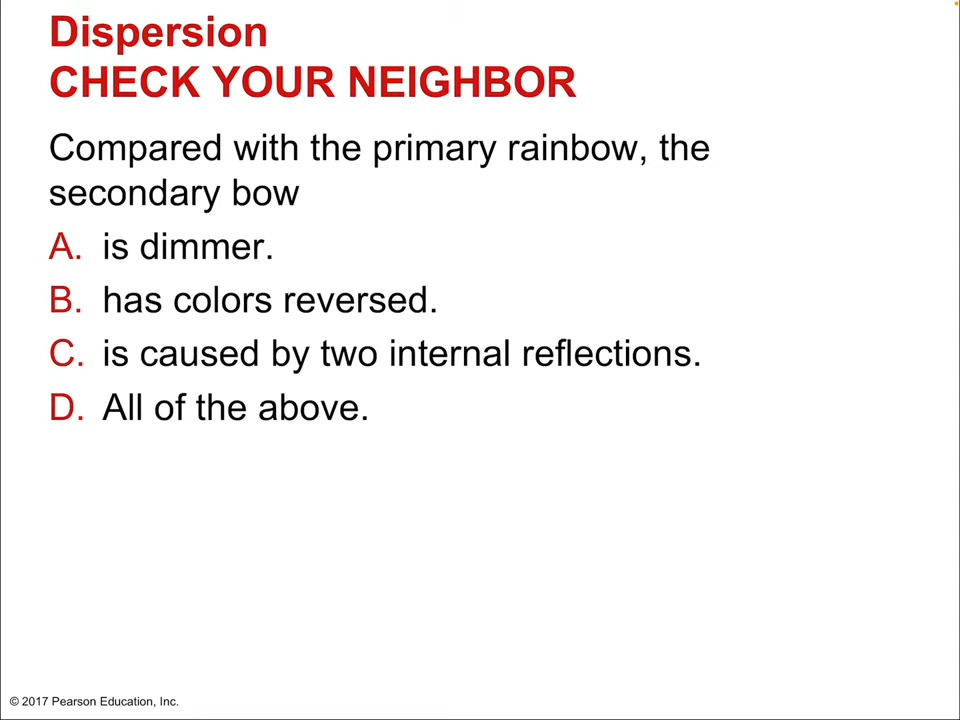 Dispersion
CHECK YOUR NEIGHBOR
Compared with the primary rainbow, the
secondary bow
A. is dimmer.
B. has colors reversed.
C. is caused by two internal reflections.
D. All of the above.
© 2017 Pearson Education, Inc.